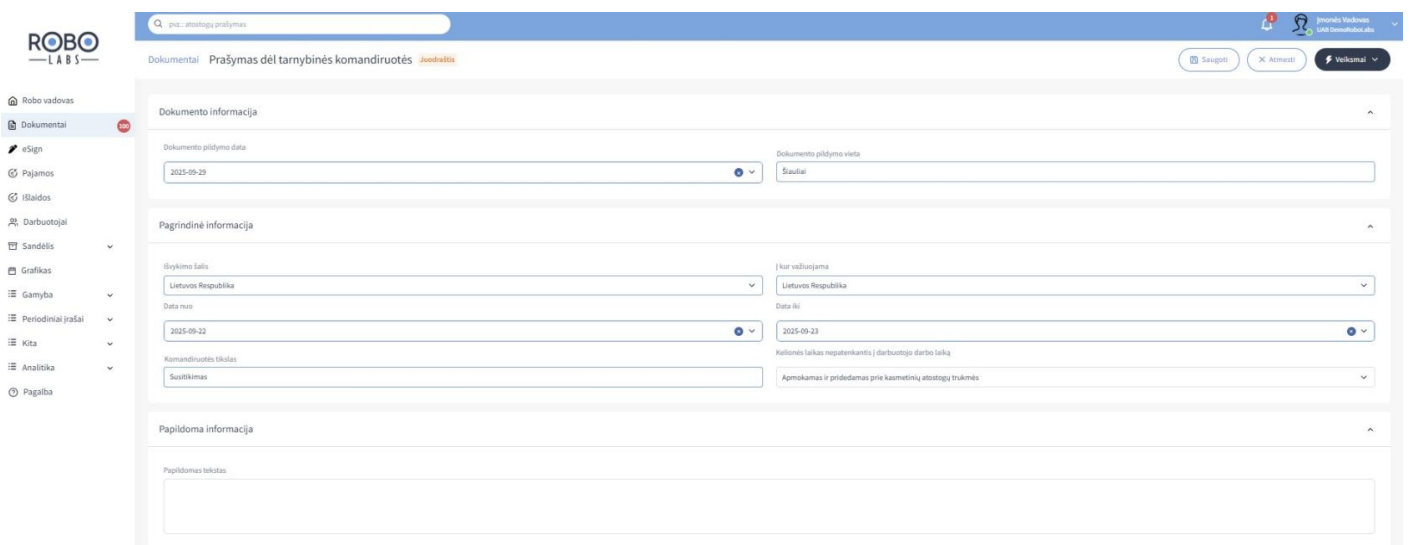 ROBO
LABS
pvz.: atostogų prašymas
1
Įmonės Vadovas
UAB DemoRoboLabs
Dokumentai Prašymas dėl tarnybinės komandiruotės Juodraštis
Saugoti
Atmesti
Veiksmai
Robo vadovas
Dokumentai 100
eSign
Pajamos
Išlaidos
Darbuotojai
Sandėlis
Grafikas
Gamyba
Periodiniai įrašai
Kita
Analitika
Pagalba
Dokumento informacija
Dokumento pildymo data
2025-09-29
Dokumento pildymo vieta
Šiauliai
Pagrindinė informacija
Išvykimo šalis
Lietuvos Respublika
Į kur važiuojama
Lietuvos Respublika
Data nuo
2025-09-22
Data iki
2025-09-23
Komandiruotės tikslas
Susitikimas
Kelionės laikas nepatenkantis į darbuotojo darbo laiką
Apmokamas ir pridedamas prie kasmetinių atostogų trukmės
Papildoma informacija
Papildomas tekstas